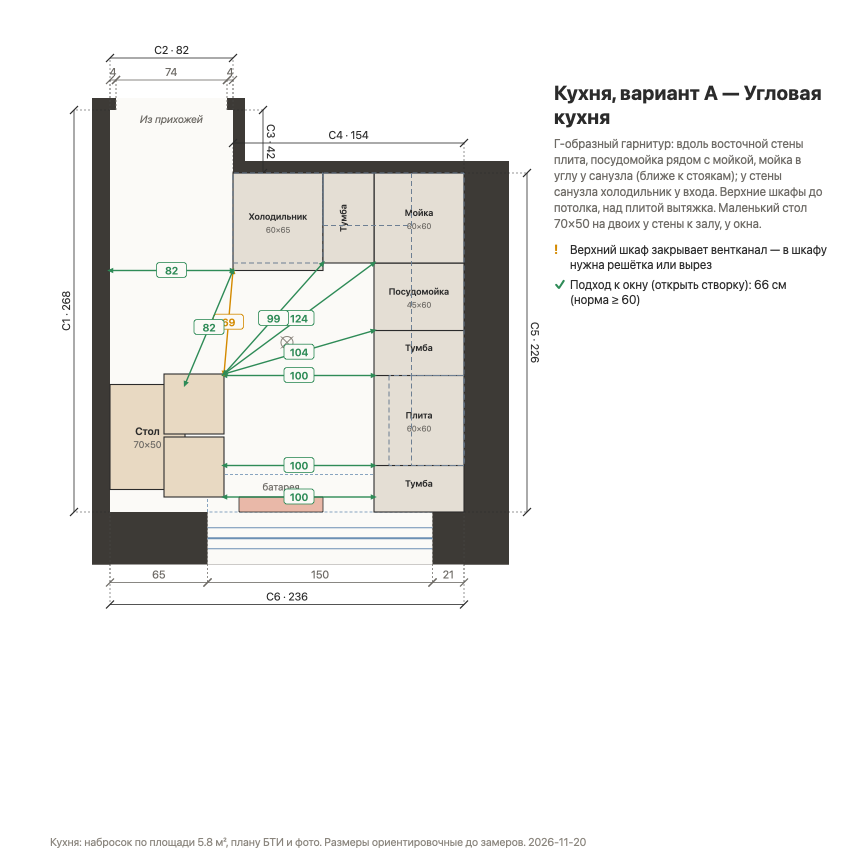 С2 · 82
4 74 4
Из прихожей
С3 · 42
С4 · 154
Холодильник
60×65
Тумба
Мойка
60×60
82
Посудомойка
45×60
С1 · 268
82
69
99
124
104
Тумба
С5 · 226
100
Стол
70×50
Плита
60×60
100
батарея
100
Тумба
65 150 21
С6 · 236
Кухня, вариант А — Угловая
кухня
Г-образный гарнитур: вдоль восточной стены
плита, посудомойка рядом с мойкой, мойка в
углу у санузла (ближе к стоякам); у стены
санузла холодильник у входа. Верхние шкафы до
потолка, над плитой вытяжка. Маленький стол
70×50 на двоих у стены к залу, у окна.
! Верхний шкаф закрывает вентканал — в шкафу
нужна решётка или вырез
✓ Подход к окну (открыть створку): 66 см
(норма ≥ 60)
Кухня: набросок по площади 5.8 м², плану БТИ и фото. Размеры ориентировочные до замеров. 2026-11-20